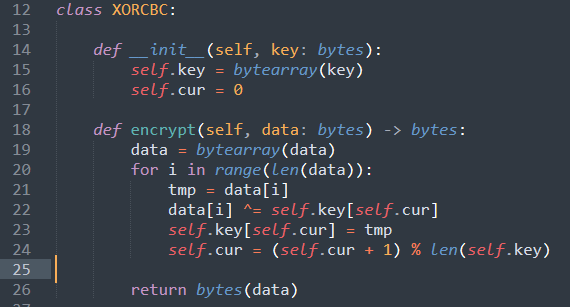 12 class XORCBC:
13
14     def __init__(self, key: bytes):
15         self.key = bytearray(key)
16         self.cur = 0
17
18     def encrypt(self, data: bytes) -> bytes:
19         data = bytearray(data)
20         for i in range(len(data)):
21             tmp = data[i]
22             data[i] ^= self.key[self.cur]
23             self.key[self.cur] = tmp
24             self.cur = (self.cur + 1) % len(self.key)
25
26         return bytes(data)